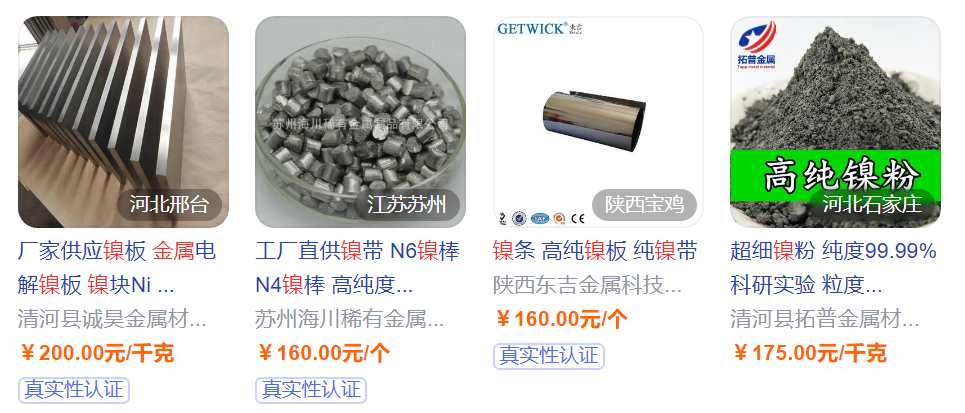 河北邢台
厂家供应镍板 金属电
解镍板 镍块Ni ...
清河县诚昊金属材...
￥200.00元/千克
真实性认证
苏州海川稀有金属制品有限公司
江苏苏州
工厂直供镍带 N6镍棒
N4镍棒 高纯度...
苏州海川稀有金属...
￥160.00元/个
真实性认证
GETWICK
陕西宝鸡
镍条 高纯镍板 纯镍带
陕西东吉金属科技...
￥160.00元/个
真实性认证
拓普金属
高纯镍粉
河北石家庄
超细镍粉 纯度99.99%
科研实验 粒度...
清河县拓普金属材...
￥175.00元/千克